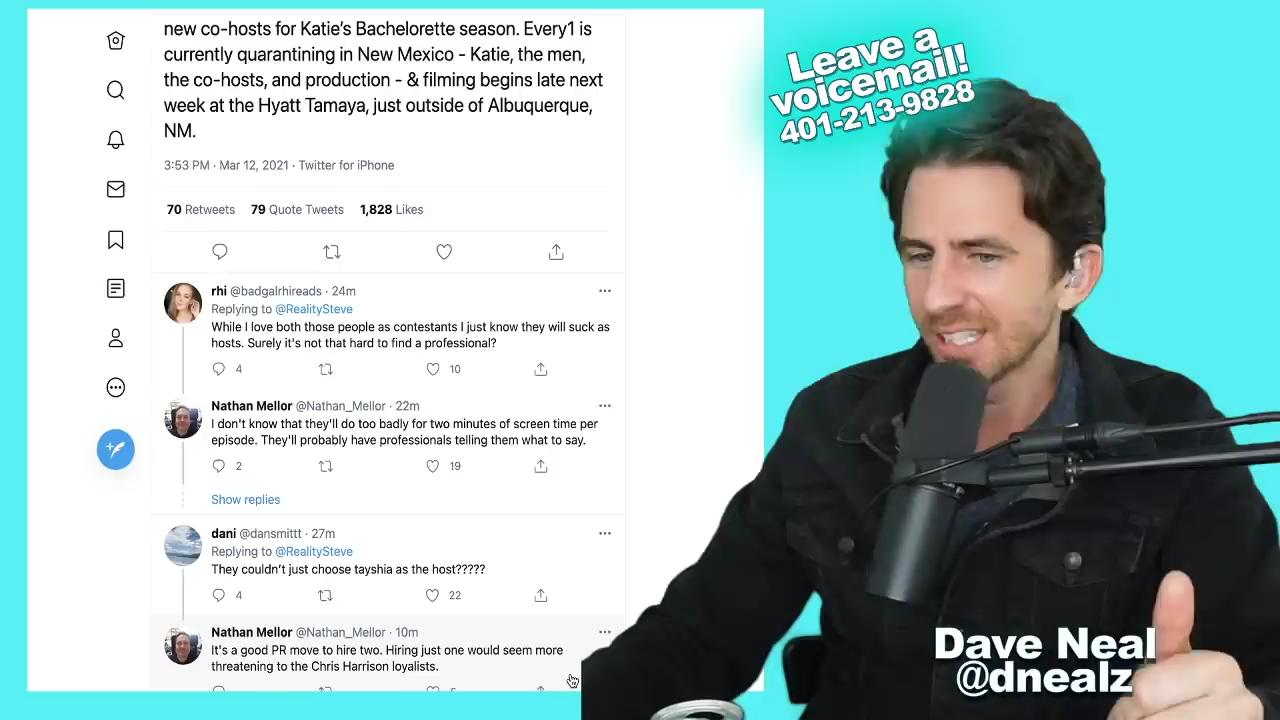 new co-hosts for Katie's Bachelorette season. Every1 is
currently quarantining in New Mexico - Katie, the men,
the co-hosts, and production - & filming begins late next
week at the Hyatt Tamaya, just outside of Albuquerque,
NM.
3:53 PM · Mar 12, 2021 · Twitter for iPhone
70 Retweets 79 Quote Tweets 1,828 Likes
rhi @badgalrhireads · 24m
Replying to @RealitySteve
While I love both those people as contestants I just know they will suck as
hosts. Surely it's not that hard to find a professional?
4 10
Nathan Mellor @Nathan_Mellor · 22m
I don't know that they'll do too badly for two minutes of screen time per
episode. They'll probably have professionals telling them what to say.
2 19
Show replies
dani @dansmittt · 27m
Replying to @RealitySteve
They couldn't just choose tayshia as the host?????
4 22
Nathan Mellor @Nathan_Mellor · 10m
It's a good PR move to hire two. Hiring just one would seem more
threatening to the Chris Harrison loyalists.
Leave a
voicemail!
401-213-9828
Dave Neal
@dnealz